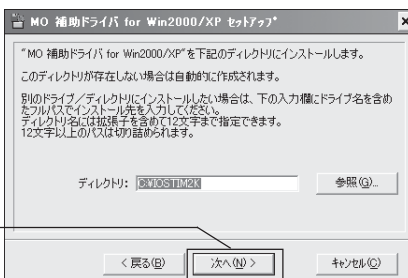 MO 補助ドライバ for Win2000/XP セットアップ
"MO 補助ドライバ for Win2000/XP"を下記のディレクトリにインストールします。
このディレクトリが存在しない場合は自動的に作成されます。
別のドライブ/ディレクトリにインストールしたい場合は、下の入力欄にドライブ名を含め
たフルパスでインストール先を入力してください。
ディレクトリ名には拡張子を含めて12文字まで指定できます。
12文字以上のパスは切り詰められます。
ディレクトリ: C:¥IOSTIM2K 参照(G)...
< 戻る(B) 次へ(N) > キャンセル(C)